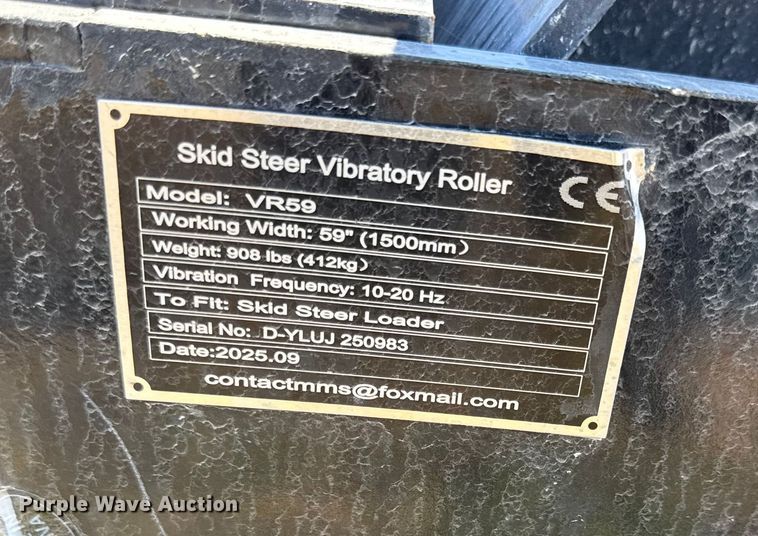 Skid Steer Vibratory Roller
CE
Model: VR59
Working Width: 59" (1500mm)
Weight: 908 lbs (412kg)
Vibration Frequency: 10-20 Hz
To Fit: Skid Steer Loader
Serial No: D-YLUJ 250983
Date:2025.09
contactmms@foxmail.com
Purple Wave Auction